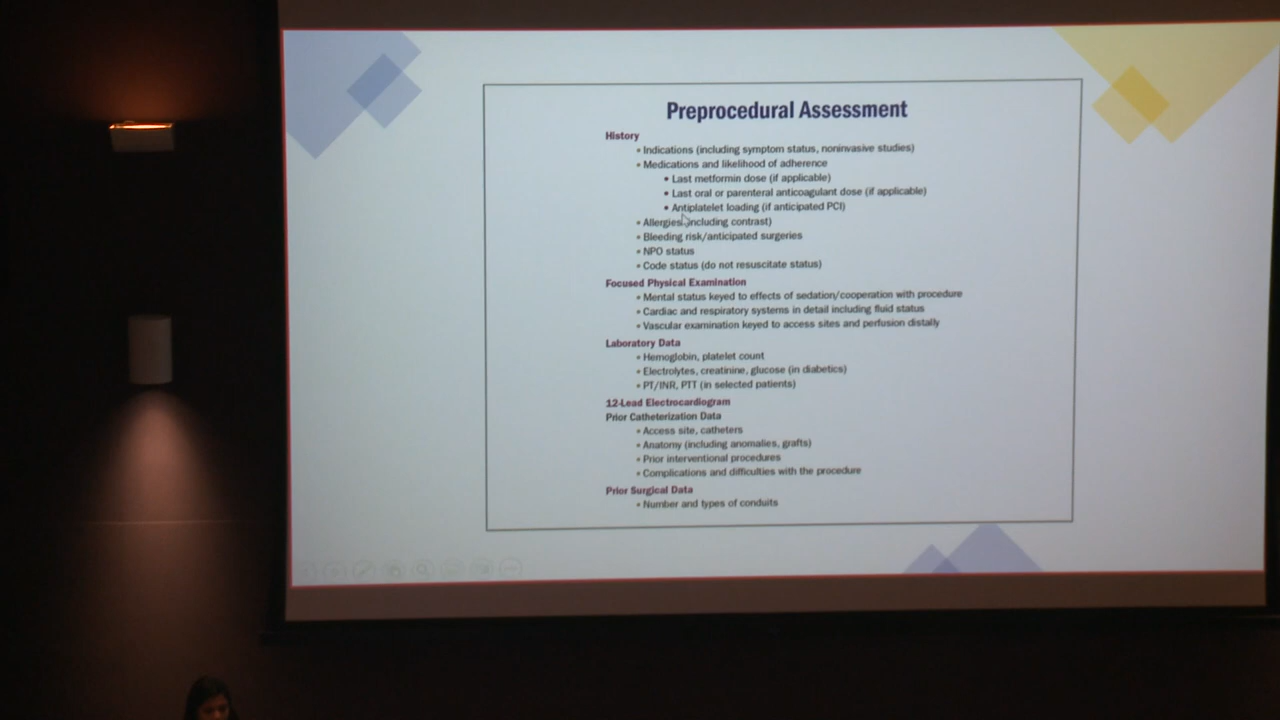 Preprocedural Assessment
History
• Indications (including symptom status, noninvasive studies)
• Medications and likelihood of adherence
• Last metformin dose (if applicable)
• Last oral or parenteral anticoagulant dose (if applicable)
• Antiplatelet loading (if anticipated PCI)
• Allergies (including contrast)
• Bleeding risk/anticipated surgeries
• NPO status
• Code status (do not resuscitate status)
Focused Physical Examination
• Mental status keyed to effects of sedation/cooperation with procedure
• Cardiac and respiratory systems in detail including fluid status
• Vascular examination keyed to access sites and perfusion distally
Laboratory Data
• Hemoglobin, platelet count
• Electrolytes, creatinine, glucose (in diabetics)
• PT/INR, PTT (in selected patients)
12-Lead Electrocardiogram
Prior Catheterization Data
• Access site, catheters
• Anatomy (including anomalies, grafts)
• Prior interventional procedures
• Complications and difficulties with the procedure
Prior Surgical Data
• Number and types of conduits